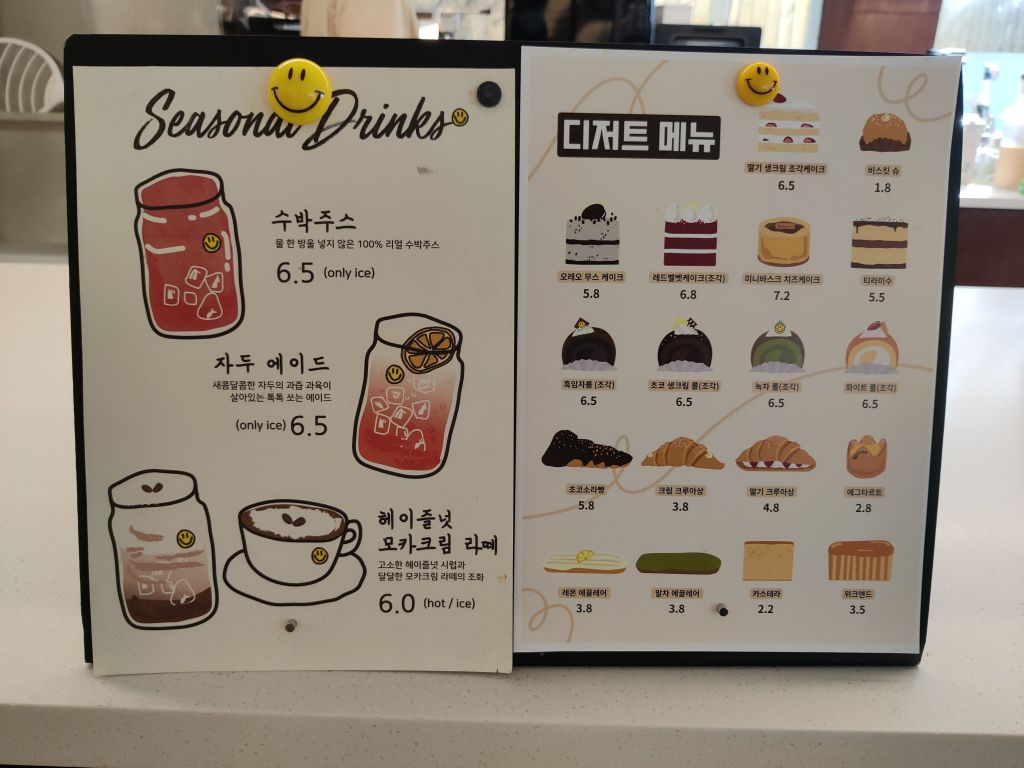 Seasonal Drinks
수박주스
물 한 방울 넣지 않은 100% 리얼 수박주스
6.5 (only ice)
자두 에이드
새콤달콤한 자두의 과즙 과육이
살아있는 톡톡 쏘는 에이드
(only ice) 6.5
헤이즐넛
모카크림 라떼
고소한 헤이즐넛 시럽과
달달한 모카크림 라떼의 조화
6.0 (hot / ice)
디저트 메뉴
딸기 생크림 조각케이크
6.5
비스킷 슈
1.8
오레오 무스 케이크
5.8
레드벨벳케이크(조각)
6.8
미니바스크 치즈케이크
7.2
티라미수
5.5
흑임자롤(조각)
6.5
초코 생크림 롤(조각)
6.5
녹차 롤(조각)
6.5
화이트 롤(조각)
6.5
초코소라빵
5.8
크림 크루아상
3.8
딸기 크루아상
4.8
에그타르트
2.8
레몬 에끌레어
3.8
말차 에끌레어
3.8
카스테라
2.2
위크엔드
3.5